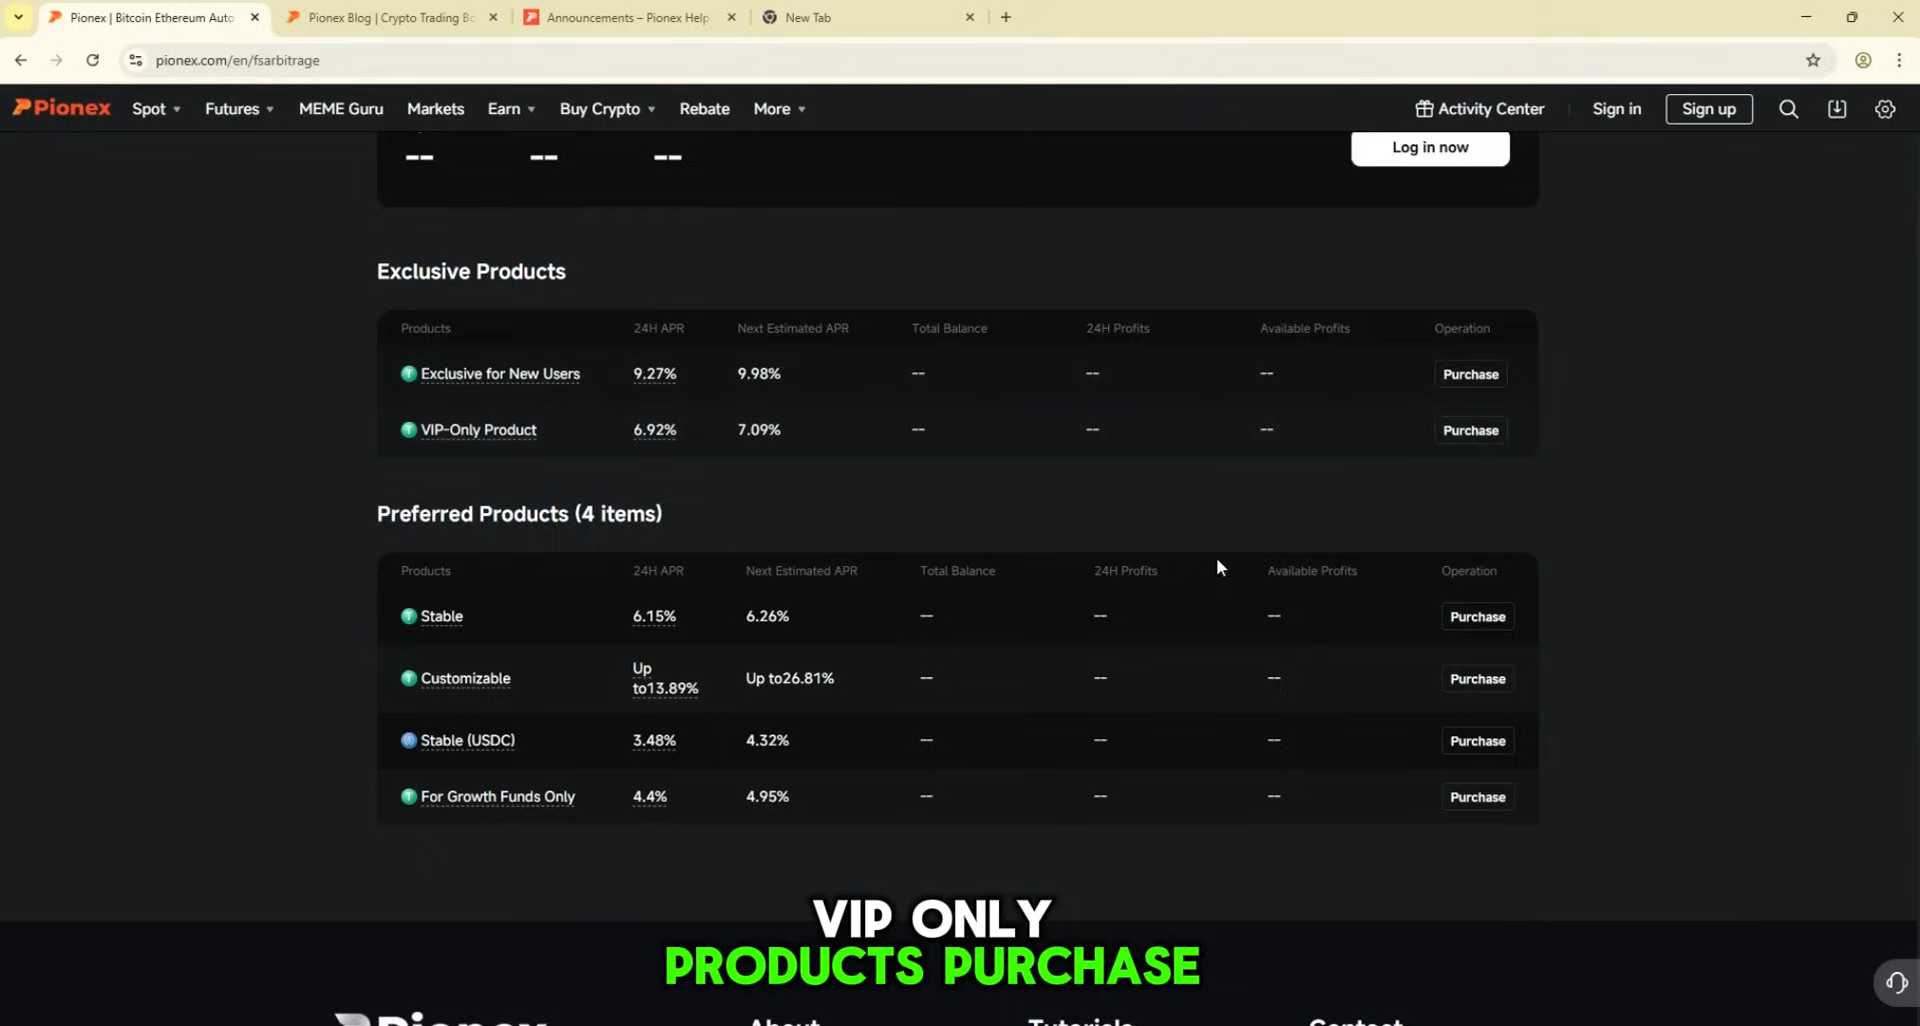 Pionex | Bitcoin Ethereum Auto
Pionex Blog | Crypto Trading Bo
Announcements – Pionex Help
New Tab
pionex.com/en/fsarbitrage
Pionex
Spot
Futures
MEME Guru
Markets
Earn
Buy Crypto
Rebate
More
Activity Center
Sign in
Sign up
-- -- --
Log in now
Exclusive Products
Products 24H APR Next Estimated APR Total Balance 24H Profits Available Profits Operation
Exclusive for New Users 9.27% 9.98% -- -- -- Purchase
VIP-Only Product 6.92% 7.09% -- -- -- Purchase
Preferred Products (4 items)
Products 24H APR Next Estimated APR Total Balance 24H Profits Available Profits Operation
Stable 6.15% 6.26% -- -- -- Purchase
Customizable Up to13.89% Up to26.81% -- -- -- Purchase
Stable (USDC) 3.48% 4.32% -- -- -- Purchase
For Growth Funds Only 4.4% 4.95% -- -- -- Purchase
VIP ONLY
PRODUCTS PURCHASE
Pionex About Tutorials Contact